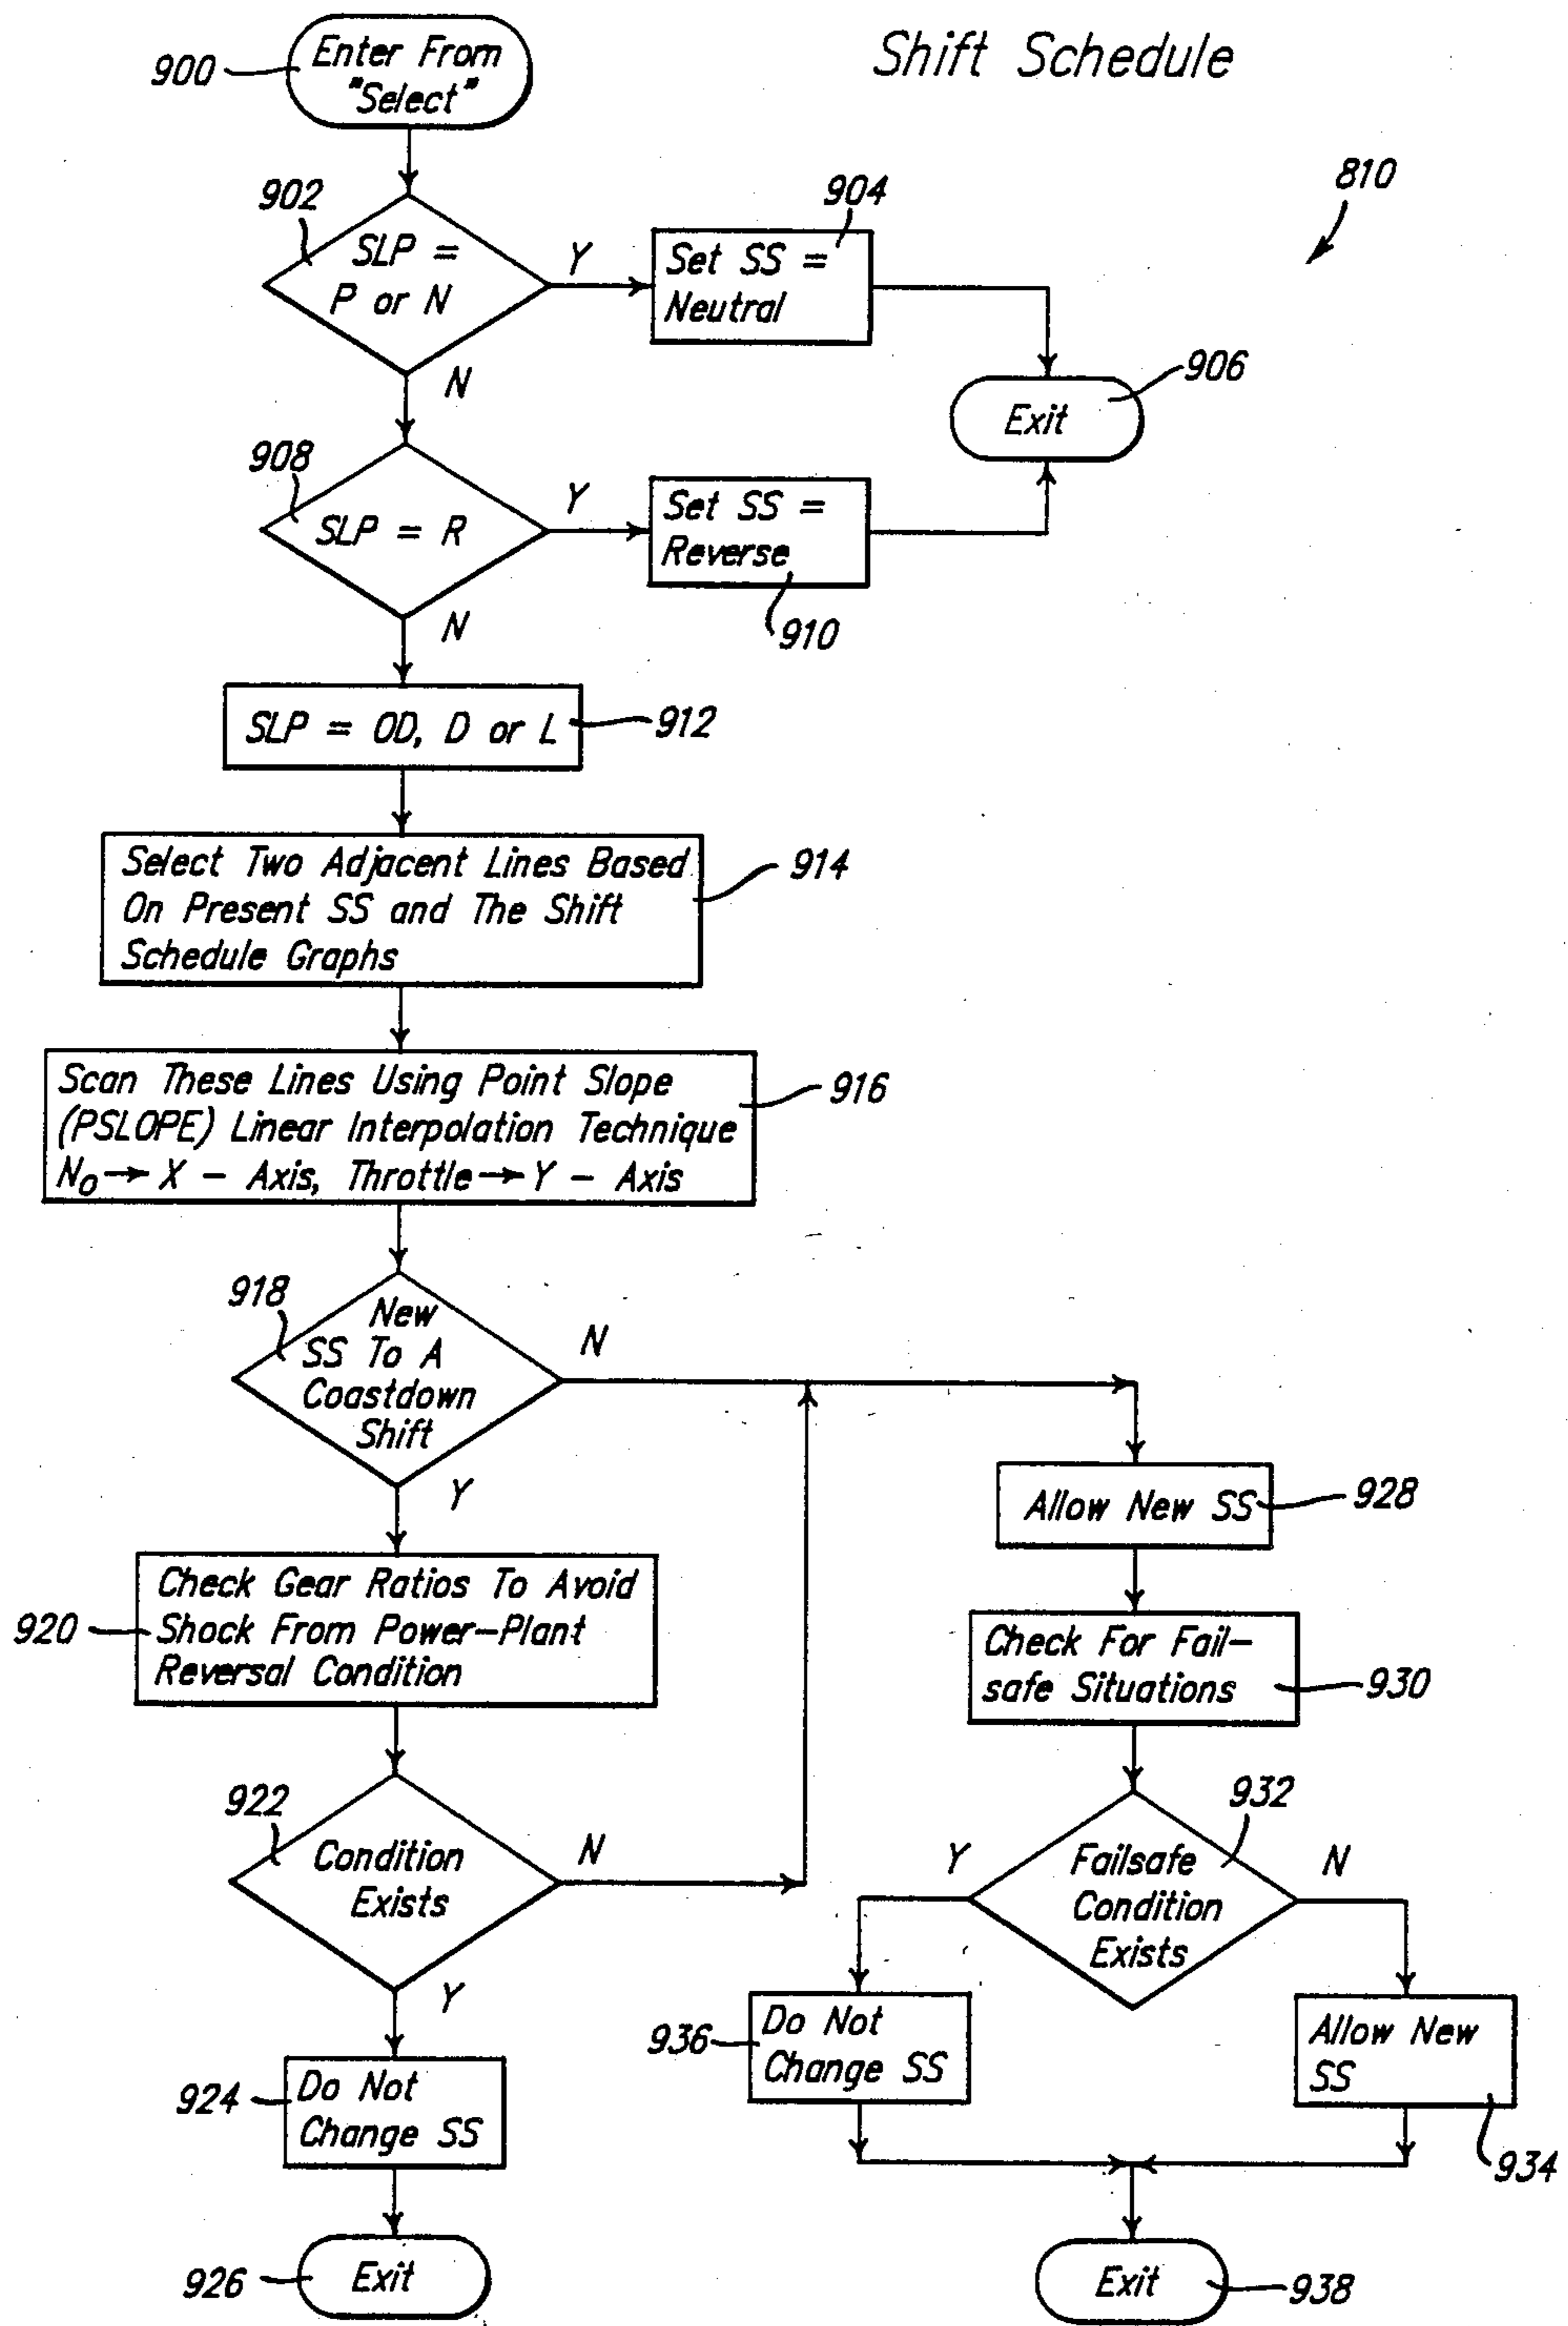 Shift Schedule
810
900
Enter From
"Select"
902
SLP =
P or N
Y
N
904
Set SS =
Neutral
906
Exit
908
SLP = R
Y
N
Set SS =
Reverse
910
SLP = OD, D or L
912
Select Two Adjacent Lines Based
On Present SS and The Shift
Schedule Graphs
914
Scan These Lines Using Point Slope
(PSLOPE) Linear Interpolation Technique
No → X - Axis, Throttle → Y - Axis
916
918
New
SS To A
Coastdown
Shift
N
Y
920
Check Gear Ratios To Avoid
Shock From Power-Plant
Reversal Condition
922
Condition
Exists
N
Y
924
Do Not
Change SS
926
Exit
Allow New SS
928
Check For Fail-
safe Situations
930
932
Failsafe
Condition
Exists
Y
N
936
Do Not
Change SS
Allow New
SS
934
Exit
938